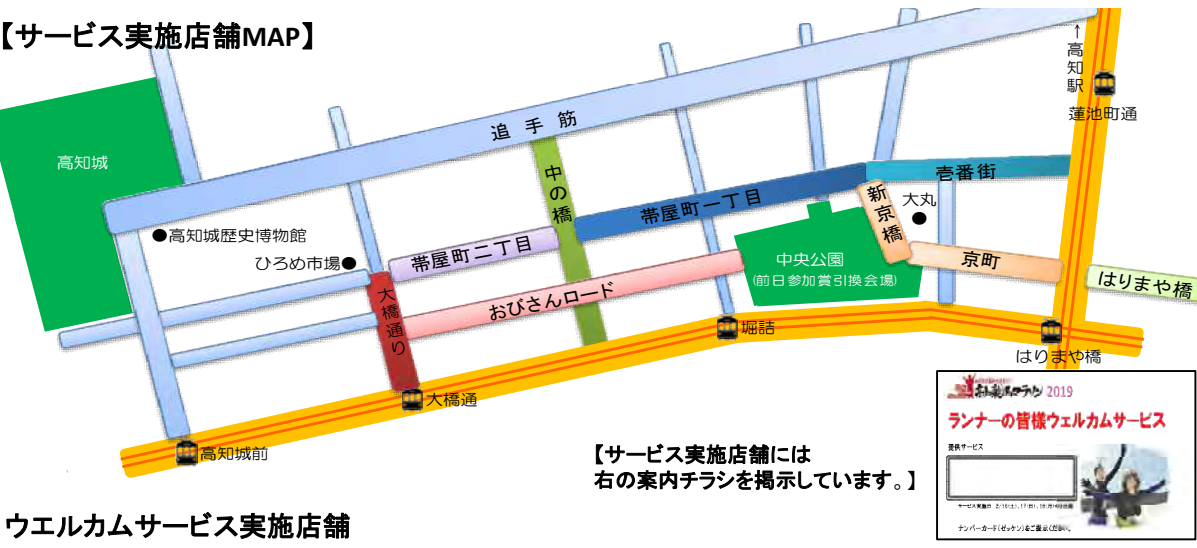 【サービス実施店舗MAP】
↑高知駅
蓮池町通
追手筋
高知城
中の橋
壱番街
帯屋町一丁目
新京橋
大丸
●高知城歴史博物館
ひろめ市場●
帯屋町二丁目
中央公園
(前日参加賞引換会場)
京町
はりまや橋
大橋通り
おびさんロード
堀詰
はりまや橋
大橋通
高知城前
2019
ランナーの皆様ウェルカムサービス
提供サービス
ナンバーカード(ゼッケン)をご提示ください。
【サービス実施店舗には
右の案内チラシを掲示しています。】
ウエルカムサービス実施店舗